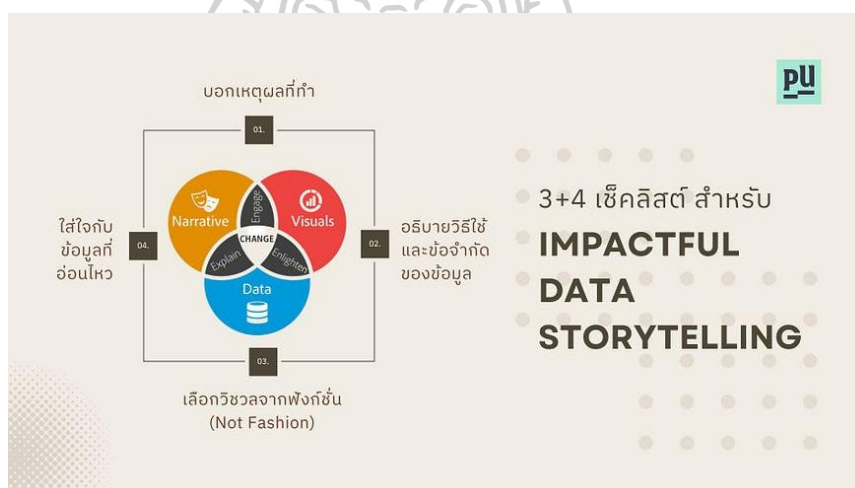 pU
บอกเหตุผลที่ทำ
01.
Narrative
Engage
Visuals
CHANGE
Explain
Enlighten
Data
ใส่ใจกับ
ข้อมูลที่
อ่อนไหว
04.
02.
อธิบายวิธีใช้
และข้อจำกัด
ของข้อมูล
03.
เลือกวิชวลจากฟังก์ชั่น
(Not Fashion)
3+4 เช็คลิสต์ สำหรับ
IMPACTFUL
DATA
STORYTELLING